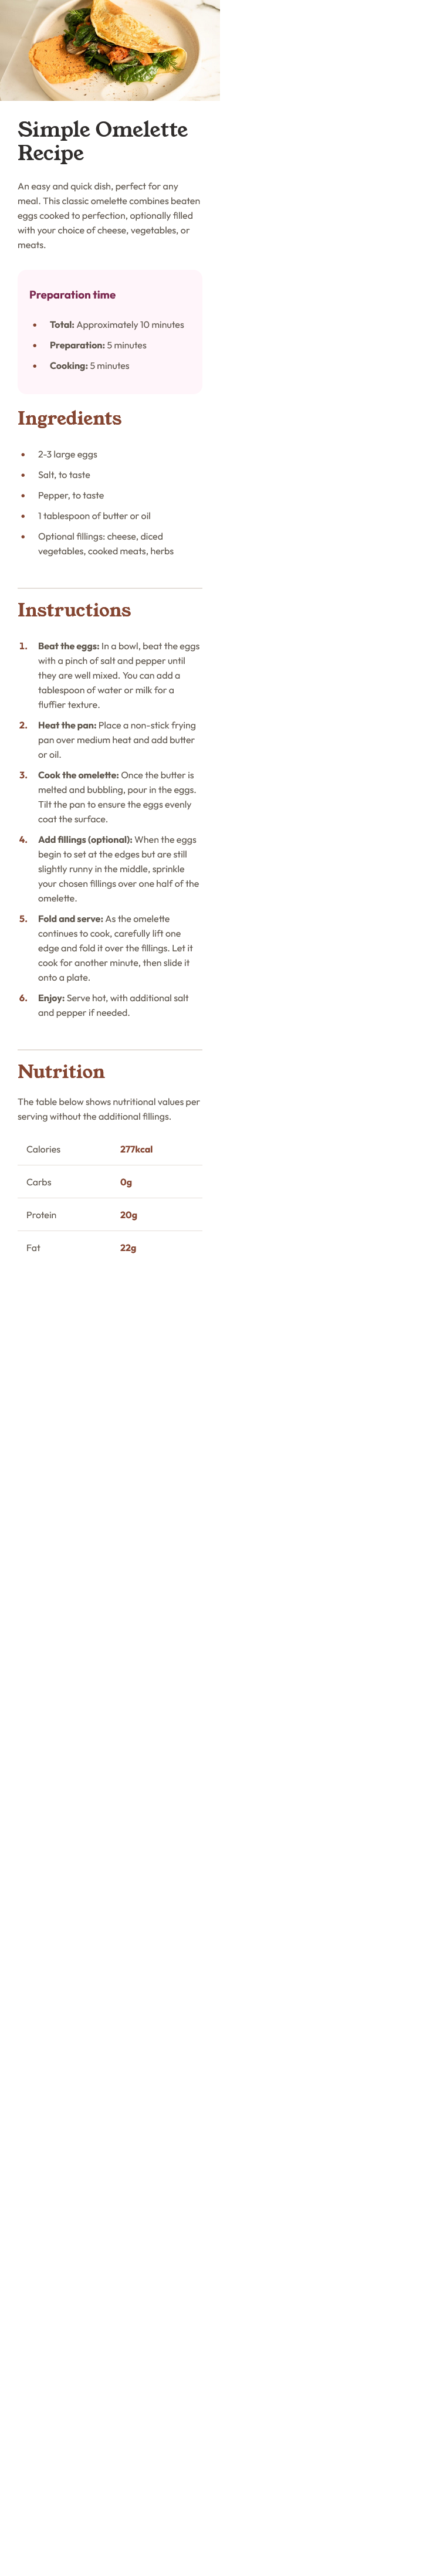 Simple Omelette
Recipe
An easy and quick dish, perfect for any
meal. This classic omelette combines beaten
eggs cooked to perfection, optionally filled
with your choice of cheese, vegetables, or
meats.
Preparation time
• Total: Approximately 10 minutes
• Preparation: 5 minutes
• Cooking: 5 minutes
Ingredients
• 2-3 large eggs
• Salt, to taste
• Pepper, to taste
• 1 tablespoon of butter or oil
• Optional fillings: cheese, diced
vegetables, cooked meats, herbs
Instructions
1. Beat the eggs: In a bowl, beat the eggs
with a pinch of salt and pepper until
they are well mixed. You can add a
tablespoon of water or milk for a
fluffier texture.
2. Heat the pan: Place a non-stick frying
pan over medium heat and add butter
or oil.
3. Cook the omelette: Once the butter is
melted and bubbling, pour in the eggs.
Tilt the pan to ensure the eggs evenly
coat the surface.
4. Add fillings (optional): When the eggs
begin to set at the edges but are still
slightly runny in the middle, sprinkle
your chosen fillings over one half of the
omelette.
5. Fold and serve: As the omelette
continues to cook, carefully lift one
edge and fold it over the fillings. Let it
cook for another minute, then slide it
onto a plate.
6. Enjoy: Serve hot, with additional salt
and pepper if needed.
Nutrition
The table below shows nutritional values per
serving without the additional fillings.
Calories 277kcal
Carbs 0g
Protein 20g
Fat 22g